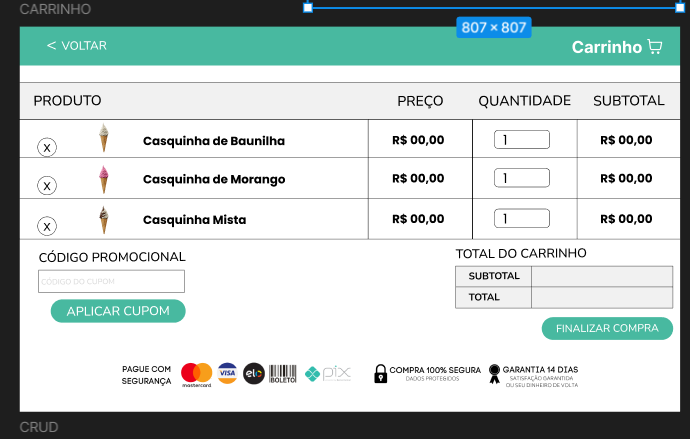 CARRINHO
807 × 807
< VOLTAR
Carrinho
PRODUTO PREÇO QUANTIDADE SUBTOTAL
X Casquinha de Baunilha R$ 00,00 1 R$ 00,00
X Casquinha de Morango R$ 00,00 1 R$ 00,00
X Casquinha Mista R$ 00,00 1 R$ 00,00
CÓDIGO PROMOCIONAL
CÓDIGO DO CUPOM
APLICAR CUPOM
TOTAL DO CARRINHO
SUBTOTAL
TOTAL
FINALIZAR COMPRA
PAGUE COM
SEGURANÇA
mastercard
VISA
elo
BOLETO
pix
COMPRA 100% SEGURA
DADOS PROTEGIDOS
GARANTIA 14 DIAS
SATISFAÇÃO GARANTIDA
OU SEU DINHEIRO DE VOLTA
CRUD